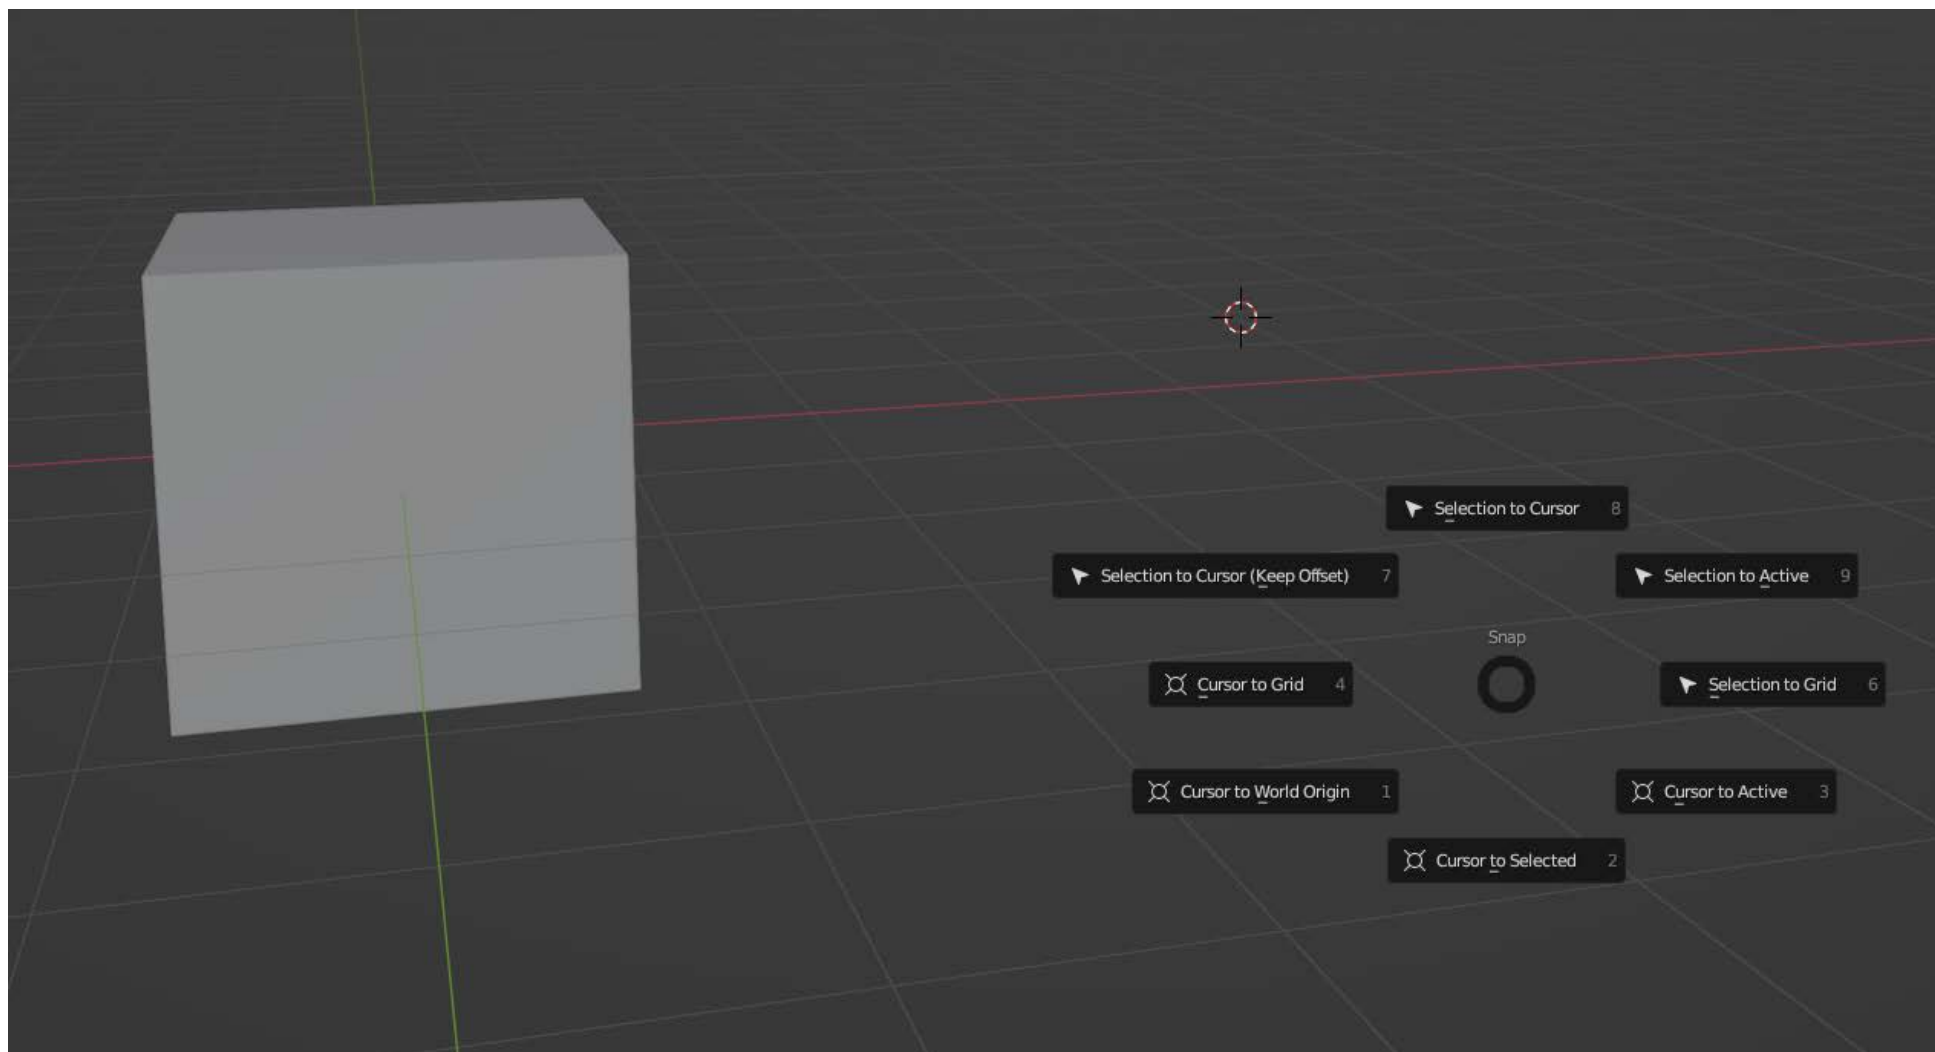 Selection to Cursor 8
Selection to Cursor (Keep Offset) 7
Selection to Active 9
Snap
Cursor to Grid 4
Selection to Grid 6
Cursor to World Origin 1
Cursor to Active 3
Cursor to Selected 2